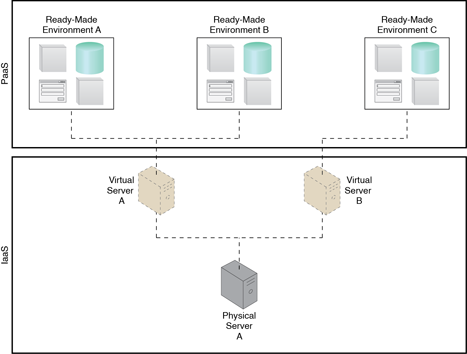 Ready-Made
Environment A
Ready-Made
Environment B
Ready-Made
Environment C
PaaS
Virtual
Server
A
Virtual
Server
B
IaaS
Physical
Server
A